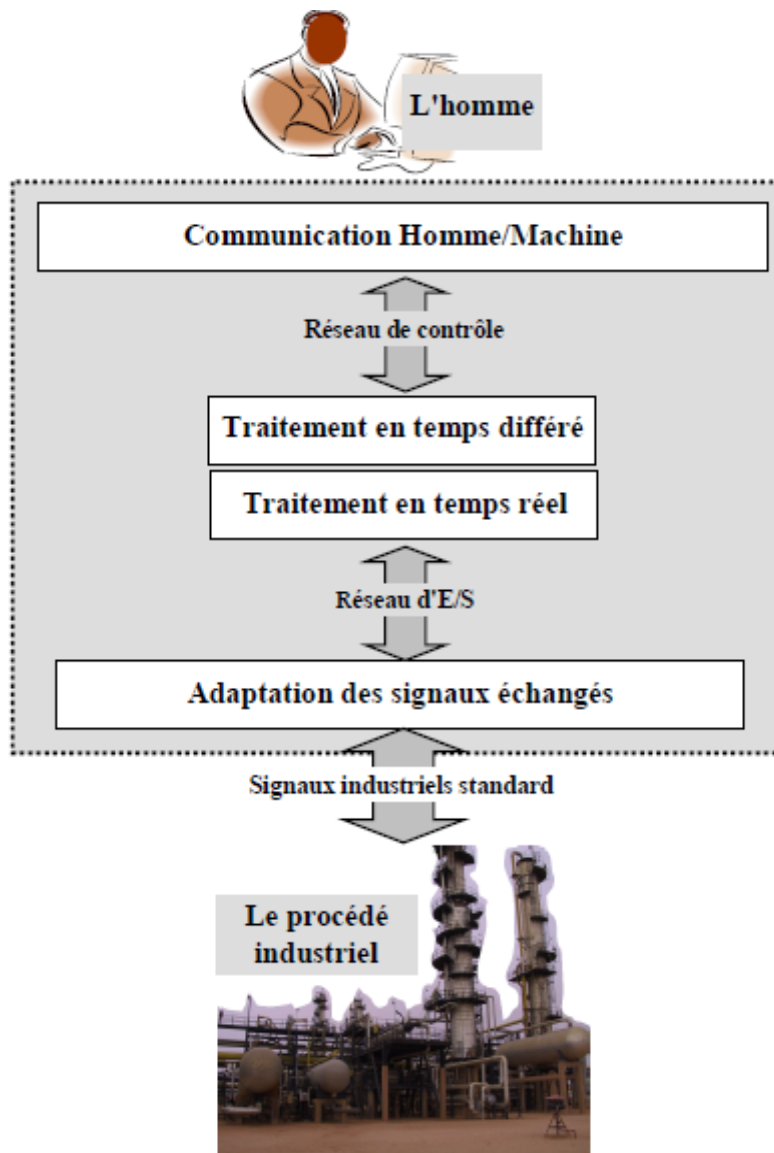 L'homme
Communication Homme/Machine
Réseau de contrôle
Traitement en temps différé
Traitement en temps réel
Réseau d'E/S
Adaptation des signaux échangés
Signaux industriels standard
Le procédé
industriel